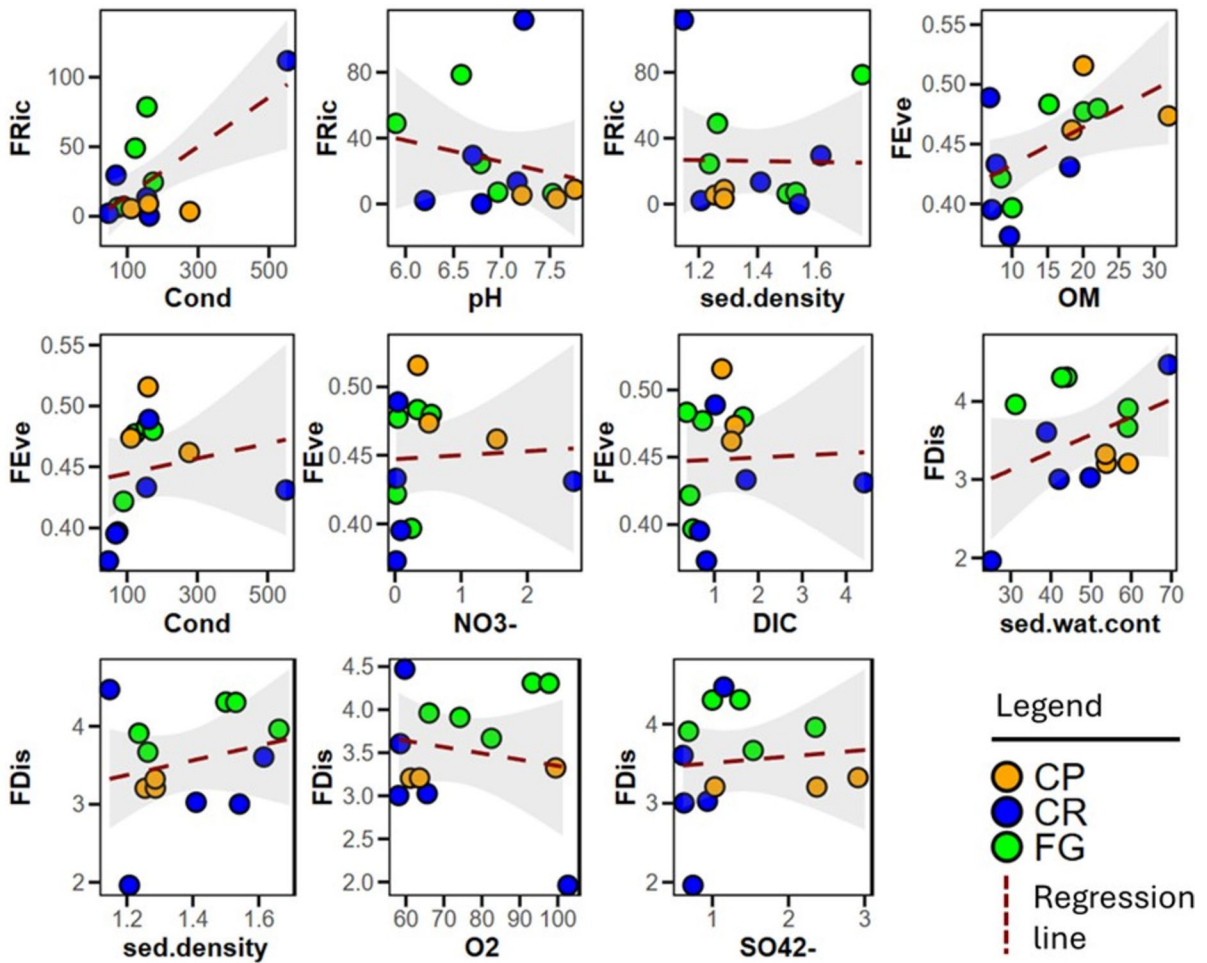 FRic
100
50
0
100
300
500
Cond
FRic
80
40
0
6.0
6.5
7.0
7.5
pH
FRic
80
40
0
1.2
1.4
1.6
sed.density
FEve
0.55
0.50
0.45
0.40
10
15
20
25
30
OM
FEve
0.55
0.50
0.45
0.40
100
300
500
Cond
FEve
0.50
0.45
0.40
0
1
2
NO3-
FEve
0.50
0.45
0.40
1
2
3
4
DIC
FDis
4
3
2
30
40
50
60
70
sed.wat.cont
FDis
4
3
2
1.2
1.4
1.6
sed.density
FDis
4.5
4.0
3.5
3.0
2.5
2.0
60
70
80
90
100
O2
FDis
4
3
2
1
2
3
SO42-
Legend
CP
CR
FG
Regression
line